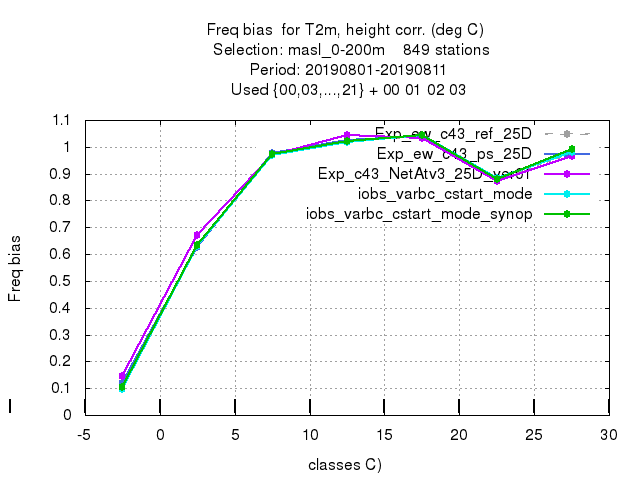 Freq bias for T2m, height corr. (deg C)
Selection: masl_0-200m 849 stations
Period: 20190801-20190811
Used {00,03,...,21} + 00 01 02 03
Exp_ew_c43_ref_25D
Exp_ew_c43_ps_25D
Exp_c43_NetAtv3_25D
iobs_varbc_cstart_mode
iobs_varbc_cstart_mode_synop
1.1
1
0.9
0.8
0.7
0.6
0.5
0.4
0.3
0.2
0.1
0
Freq bias
-5 0 5 10 15 20 25 30
classes C)